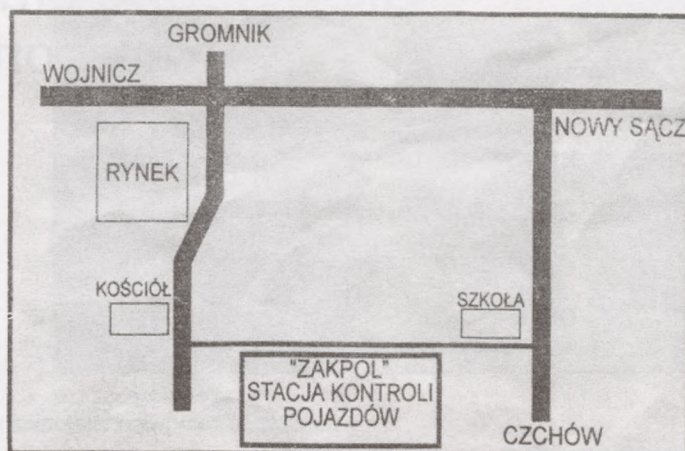 GROMNIK
WOJNICZ
NOWY SĄCZ
RYNEK
KOŚCIÓŁ
SZKOŁA
"ZAKPOL"
STACJA KONTROLI
POJAZDÓW
CZCHÓW